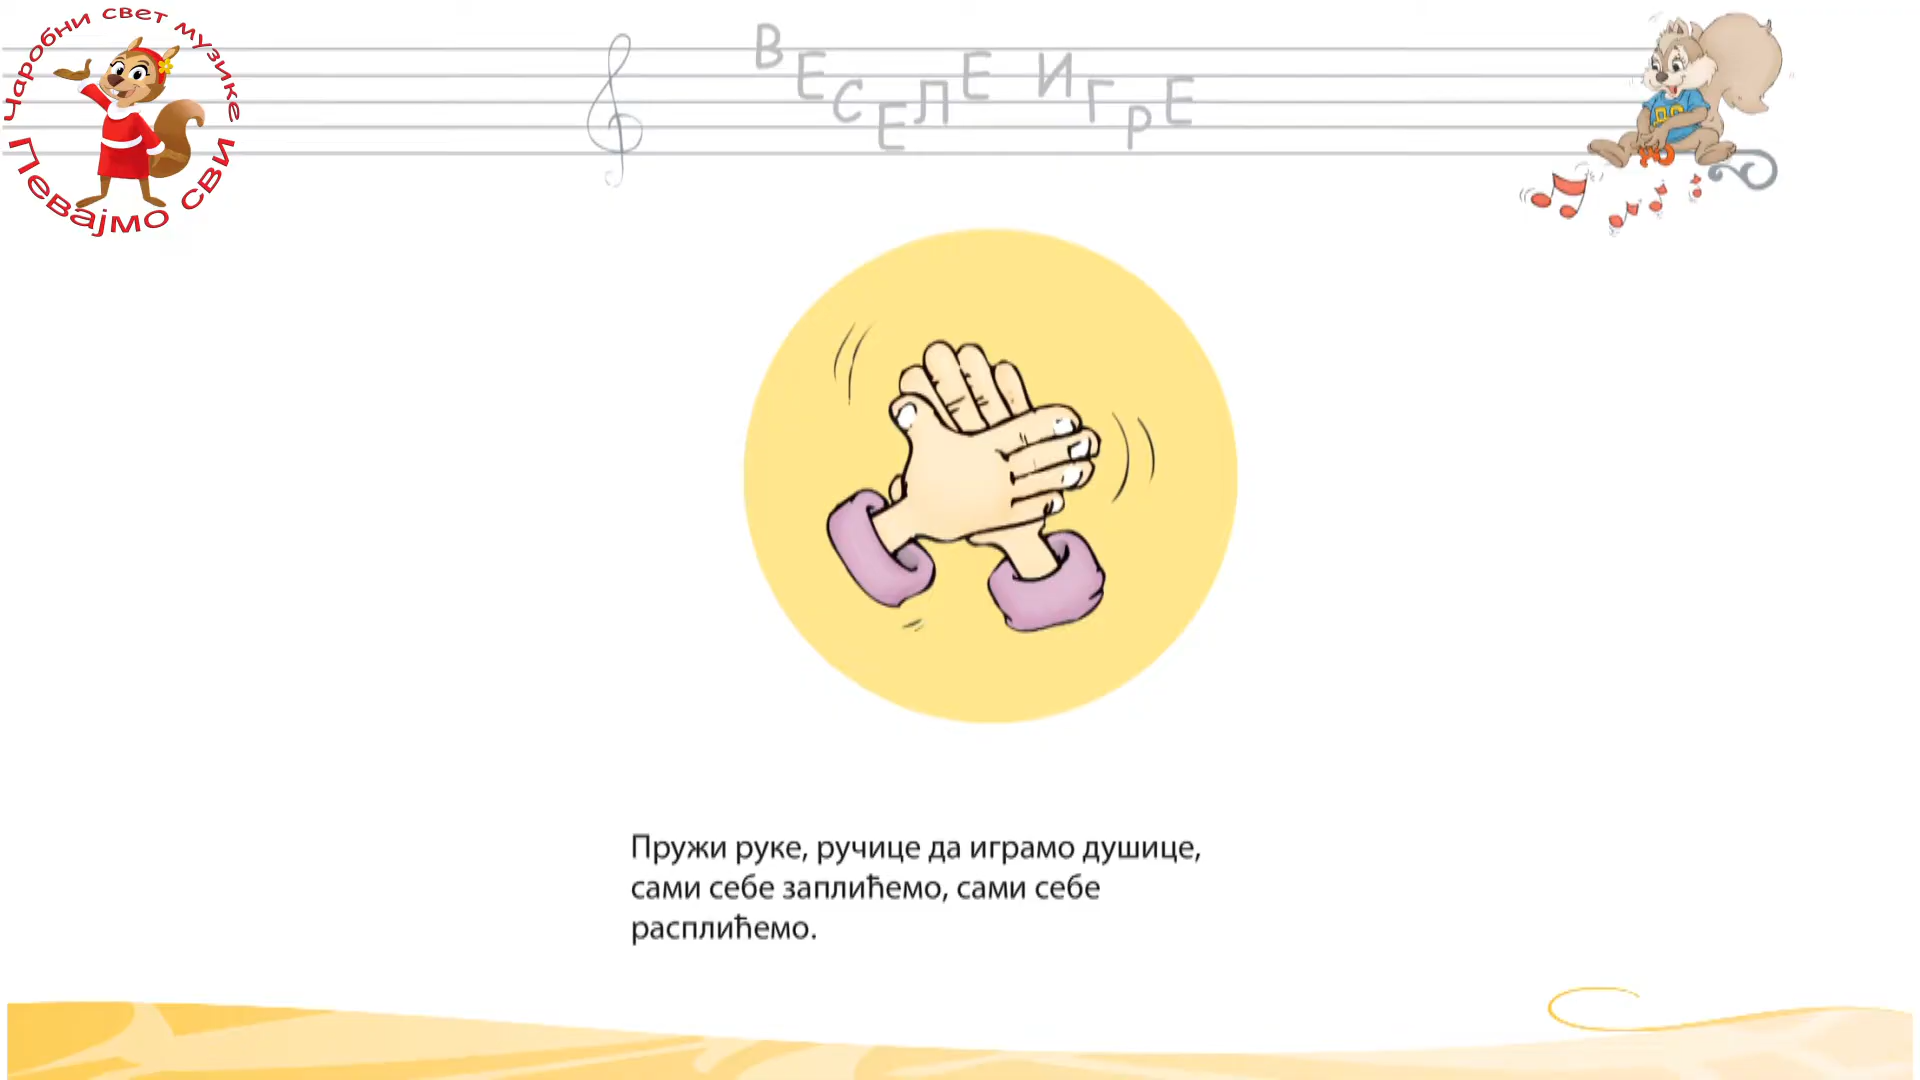 Чаробни свет музике
Певајмо сви
ВЕСЕЛЕ ИГРЕ
ДО
Пружи руке, ручице да играмо душице,
сами себе заплићемо, сами себе
расплићемо.